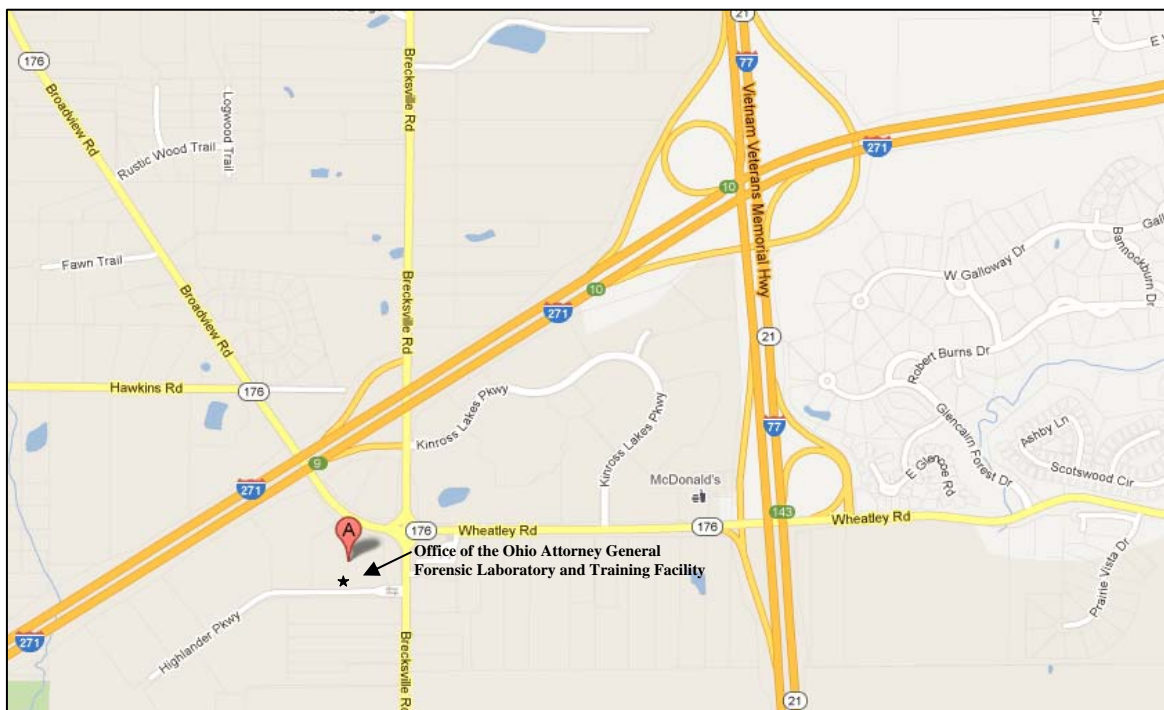 21
Cir
E W
77
176
Brecksville Rd
Logwood Trail
Broadview Rd
Vietnam Veterans Memorial Hwy
271
Rustic Wood Trail
10
Bannockburn Dr
W Galloway Dr
Fawn Trail
Brecksville Rd
10
Broadview Rd
271
21
Robert Burns Dr
Hawkins Rd
176
Kinross Lakes Pkwy
Kinross Lakes Pkwy
77
Glencairn Forest Dr
Ashby Ln
E Glencoe Rd
Scotswood Cir
9
271
McDonald's
143
A
176
Wheatley Rd
176
Wheatley Rd
Office of the Ohio Attorney General
Forensic Laboratory and Training Facility
Prairie Vista Dr
Highlander Pkwy
271
Brecksville Rd
21